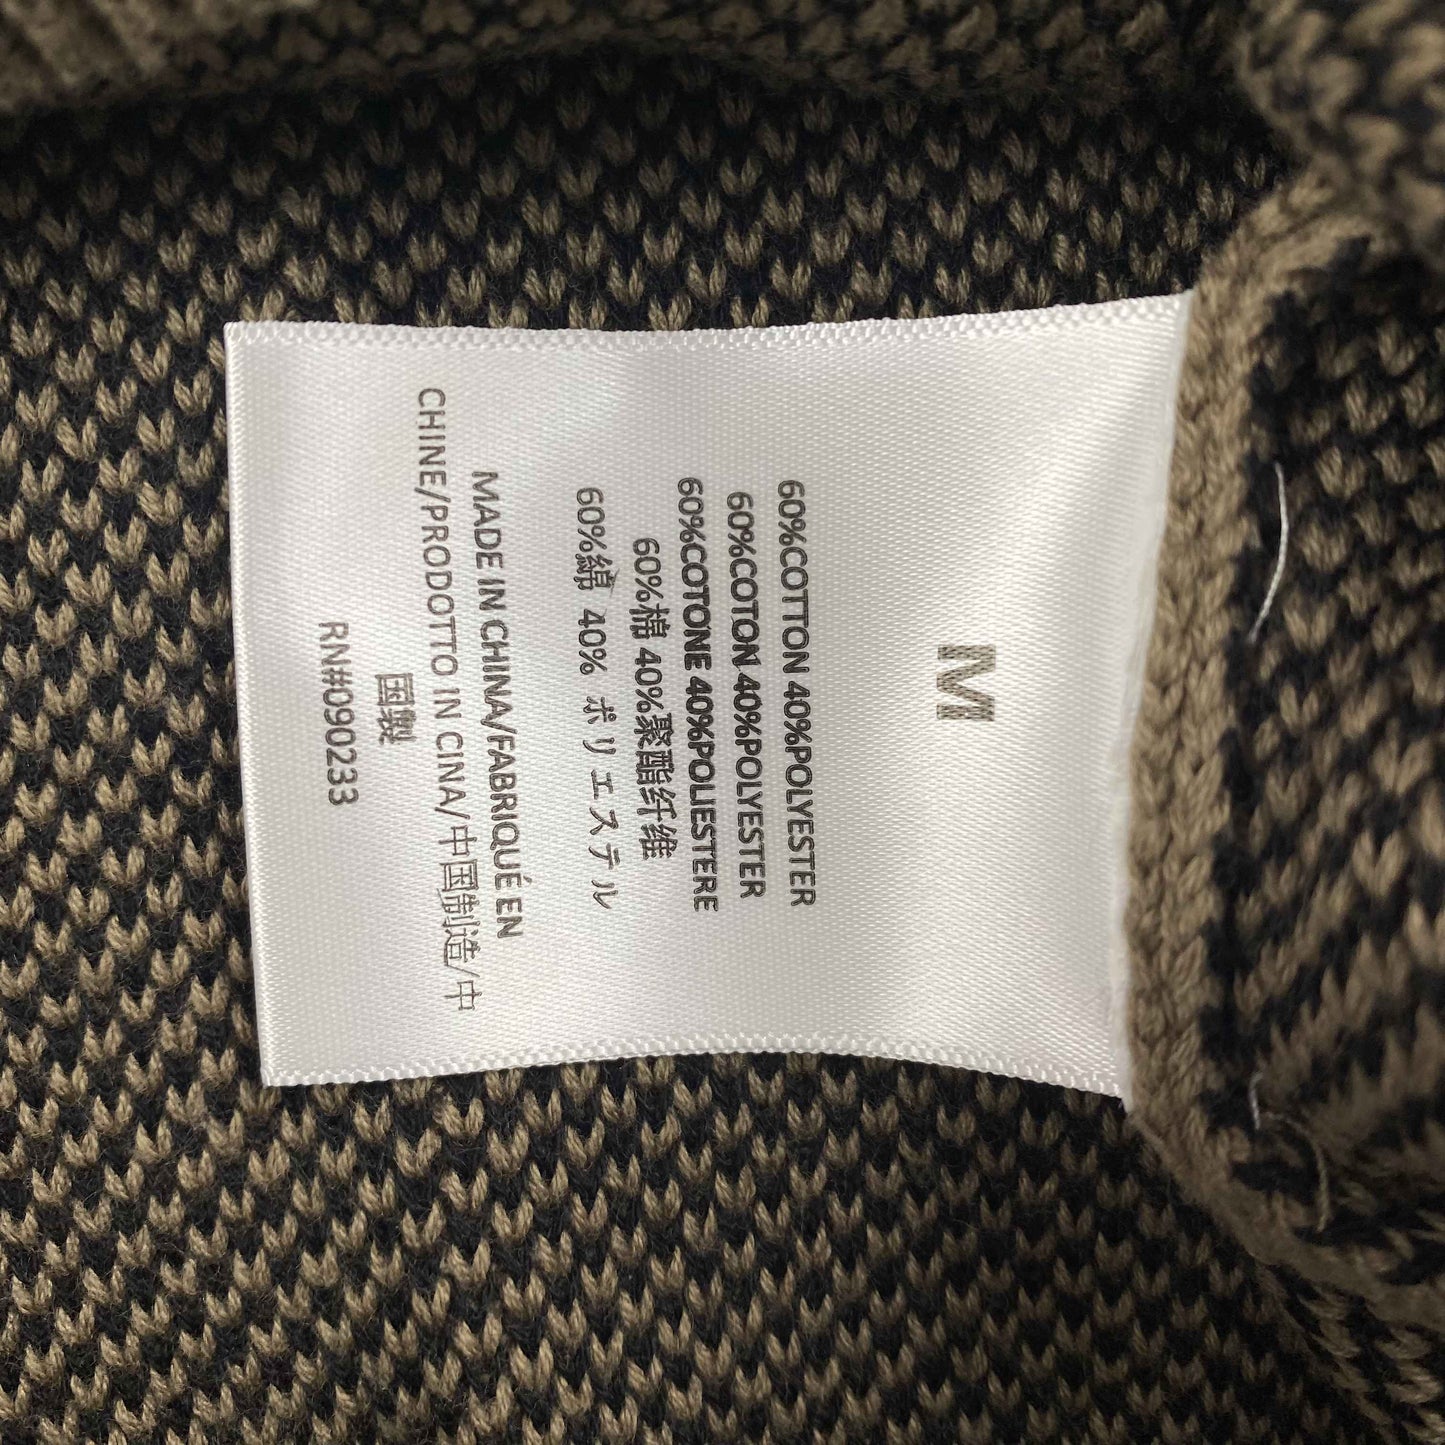 M
60%COTTON 40%POLYESTER
60%COTON 40%POLYESTER
60%COTONE 40%POLIESTERE
60%棉 40%聚酯纤维
60%綿 40% ポリエステル
MADE IN CHINA/FABRIQUÉ EN
CHINE/PRODOTTO IN CINA/中国制造/中
国製
RN#090233